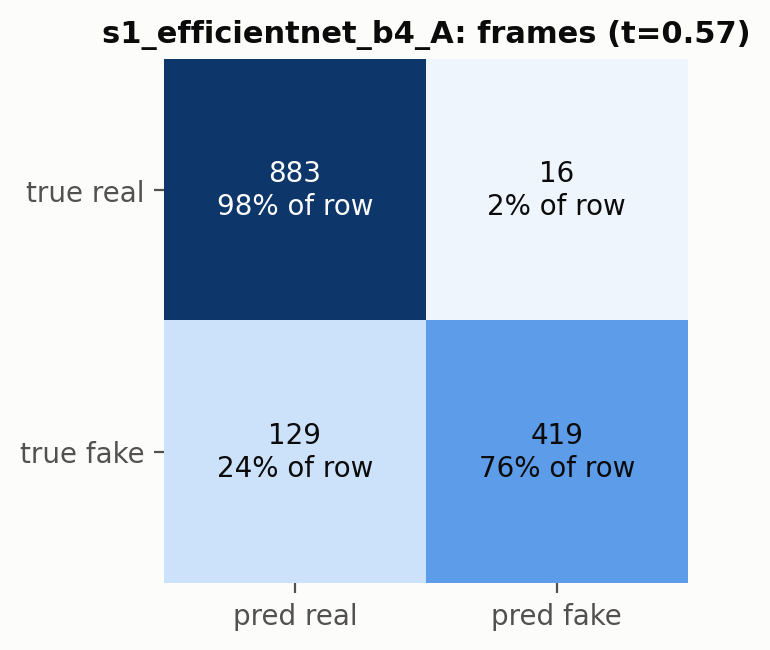 s1_efficientnet_b4_A: frames (t=0.57)
true real
883
98% of row
16
2% of row
true fake
129
24% of row
419
76% of row
pred real
pred fake